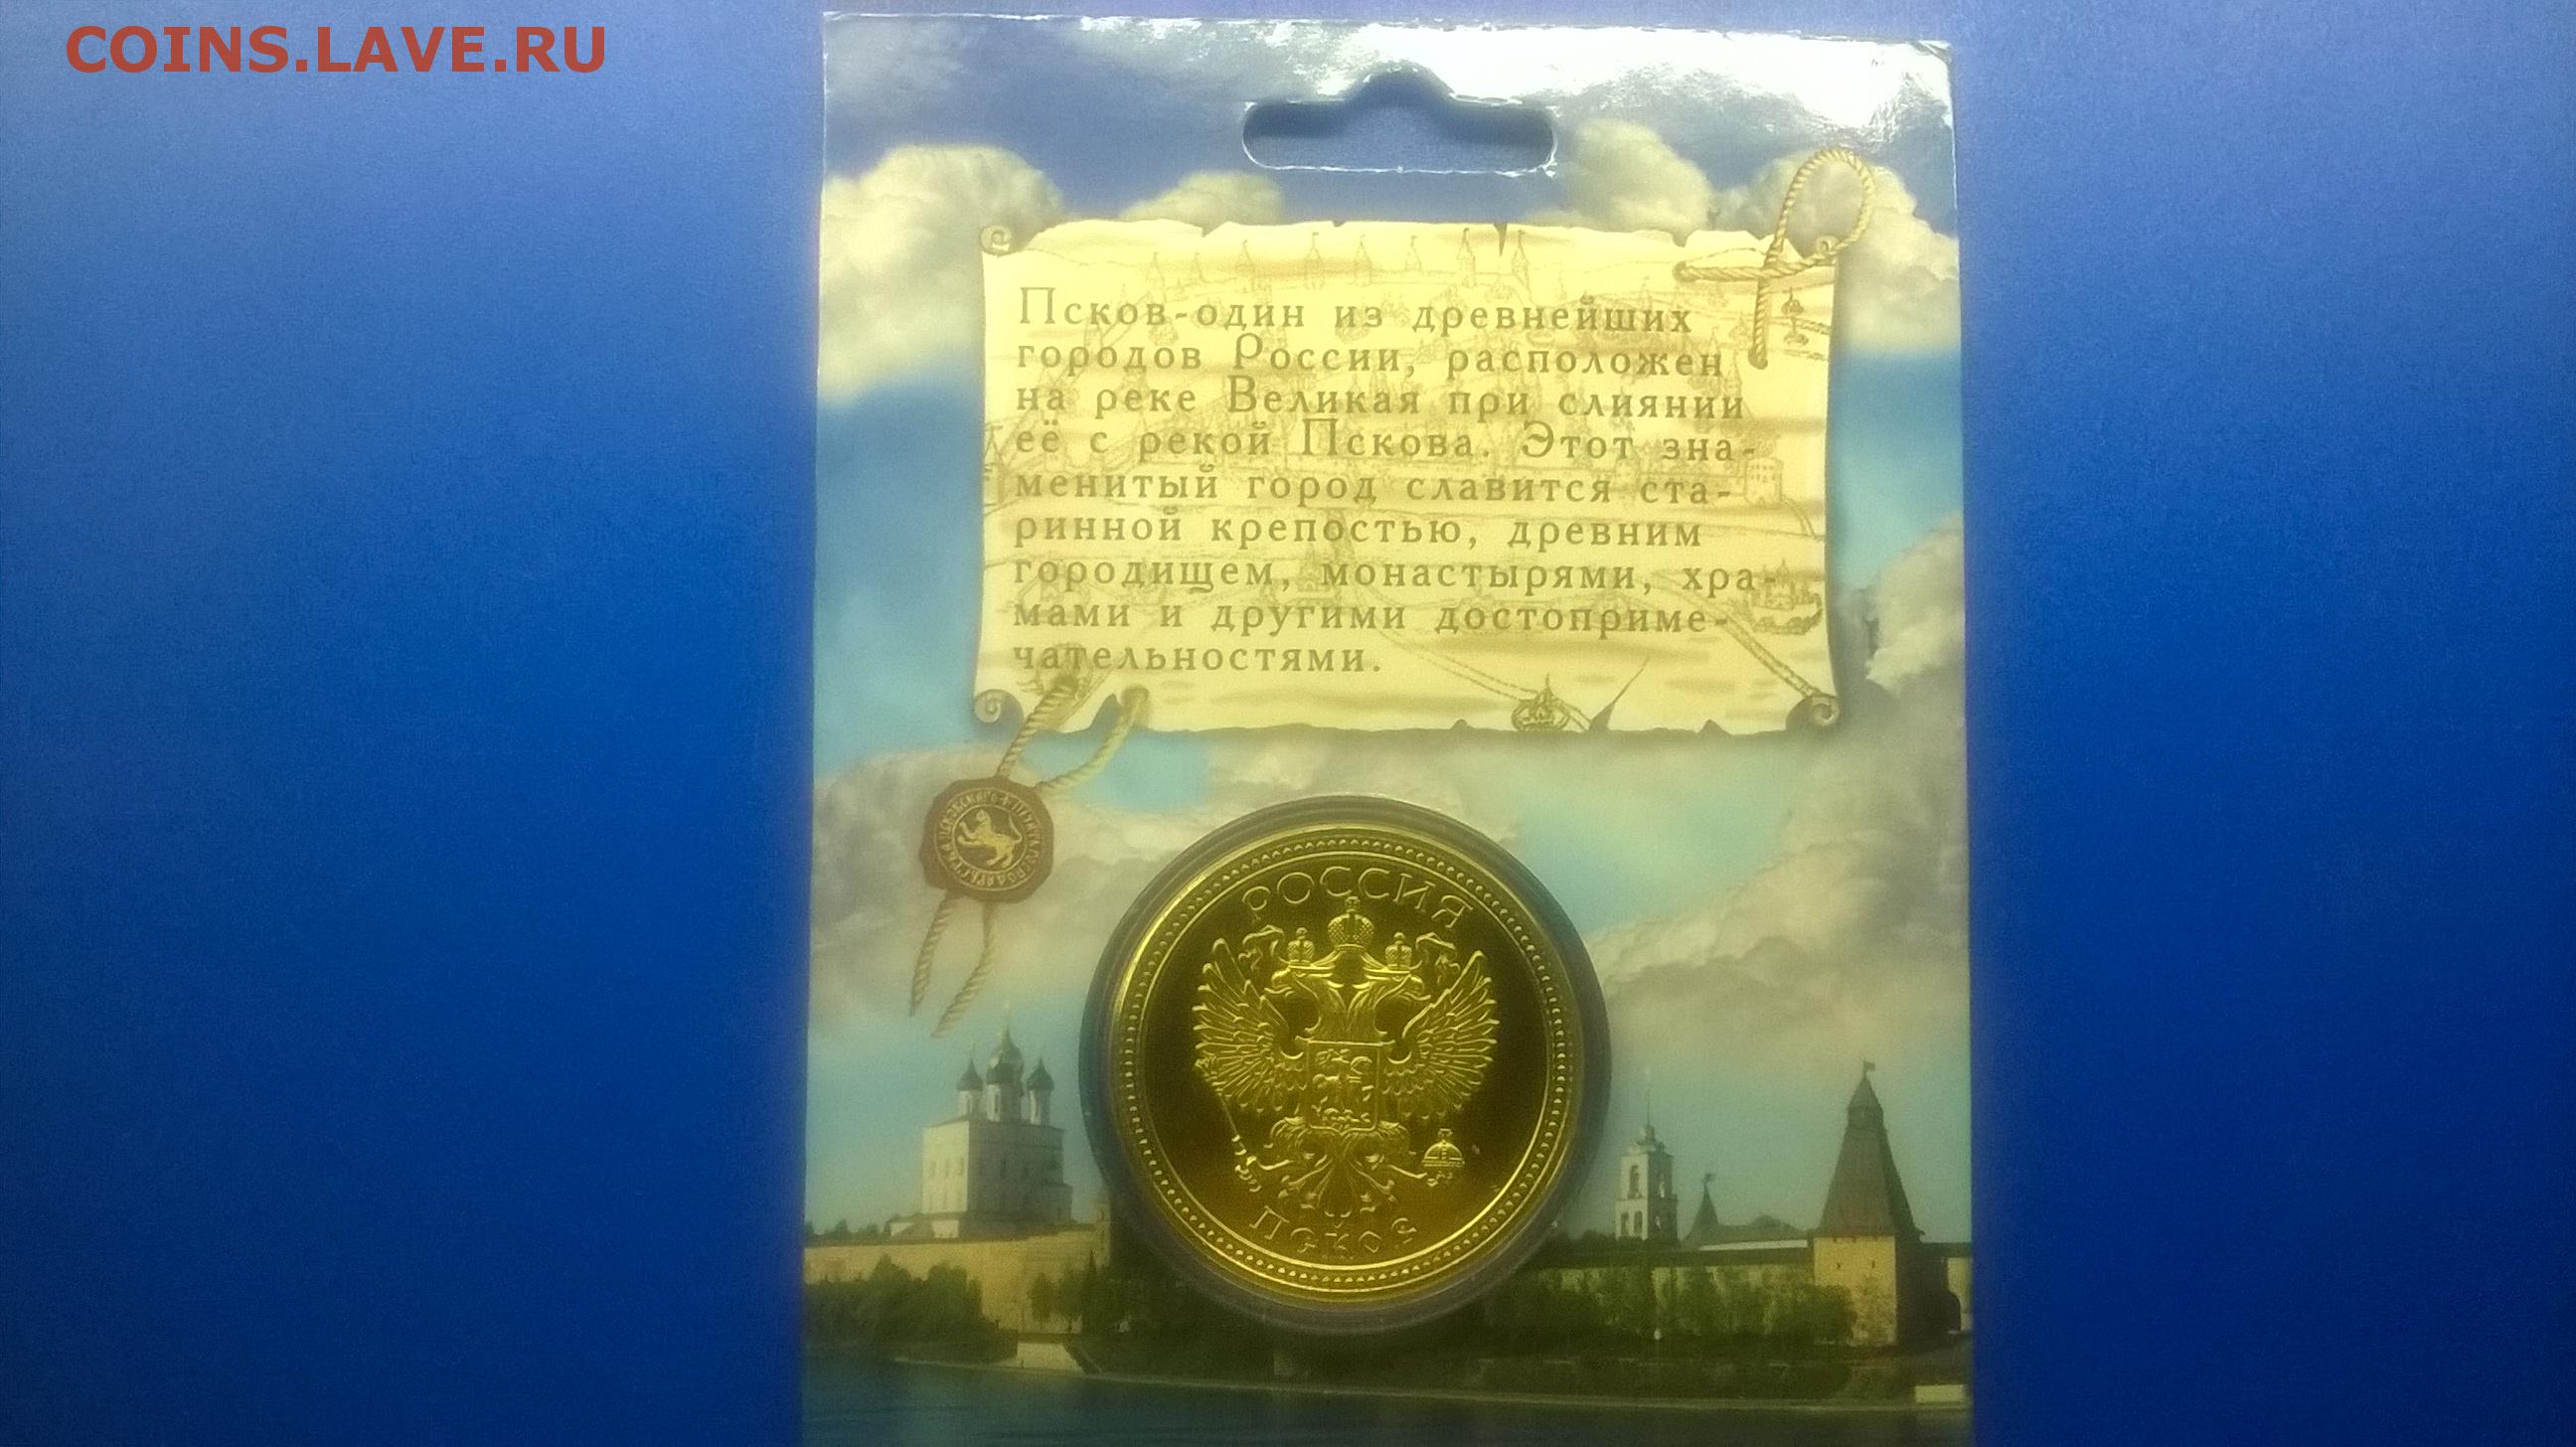 COINS.LAVE.RU
Псков-один из древнейших
городов России, расположен
на реке Великая при слиянии
её с рекой Пскова. Этот зна-
менитый город славится ста-
ринной крепостью, древним
городищем, монастырями, хра-
мами и другими достоприме-
чательностями.
РОССИЯ
ПСКОВ